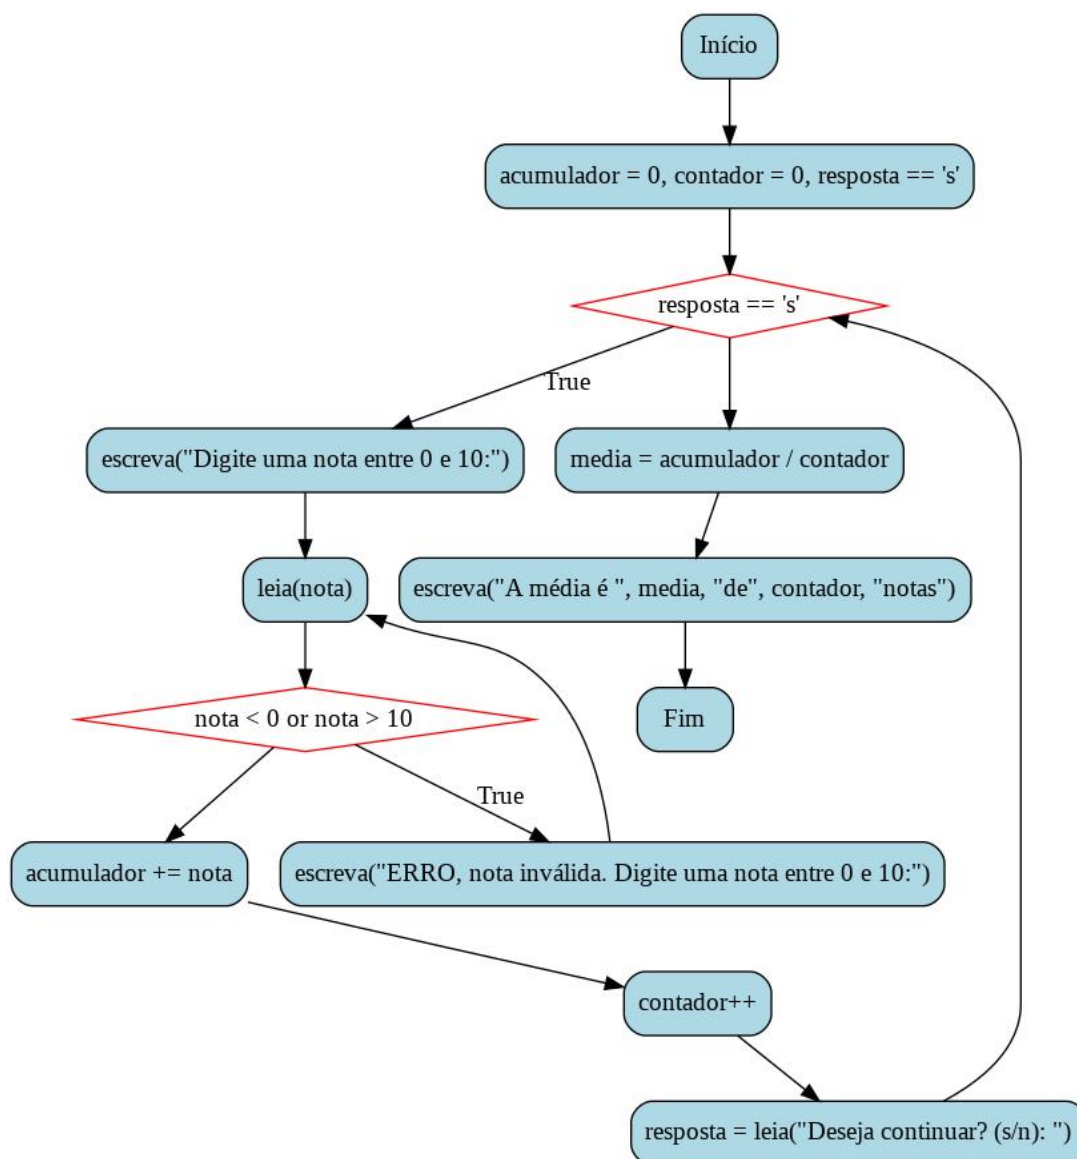 Início
acumulador = 0, contador = 0, resposta == 's'
resposta == 's'
True
escreva("Digite uma nota entre 0 e 10:")
media = acumulador / contador
leia(nota)
escreva("A média é ", media, "de", contador, "notas")
nota < 0 or nota > 10
Fim
True
acumulador += nota
escreva("ERRO, nota inválida. Digite uma nota entre 0 e 10:")
contador++
resposta = leia("Deseja continuar? (s/n): ")